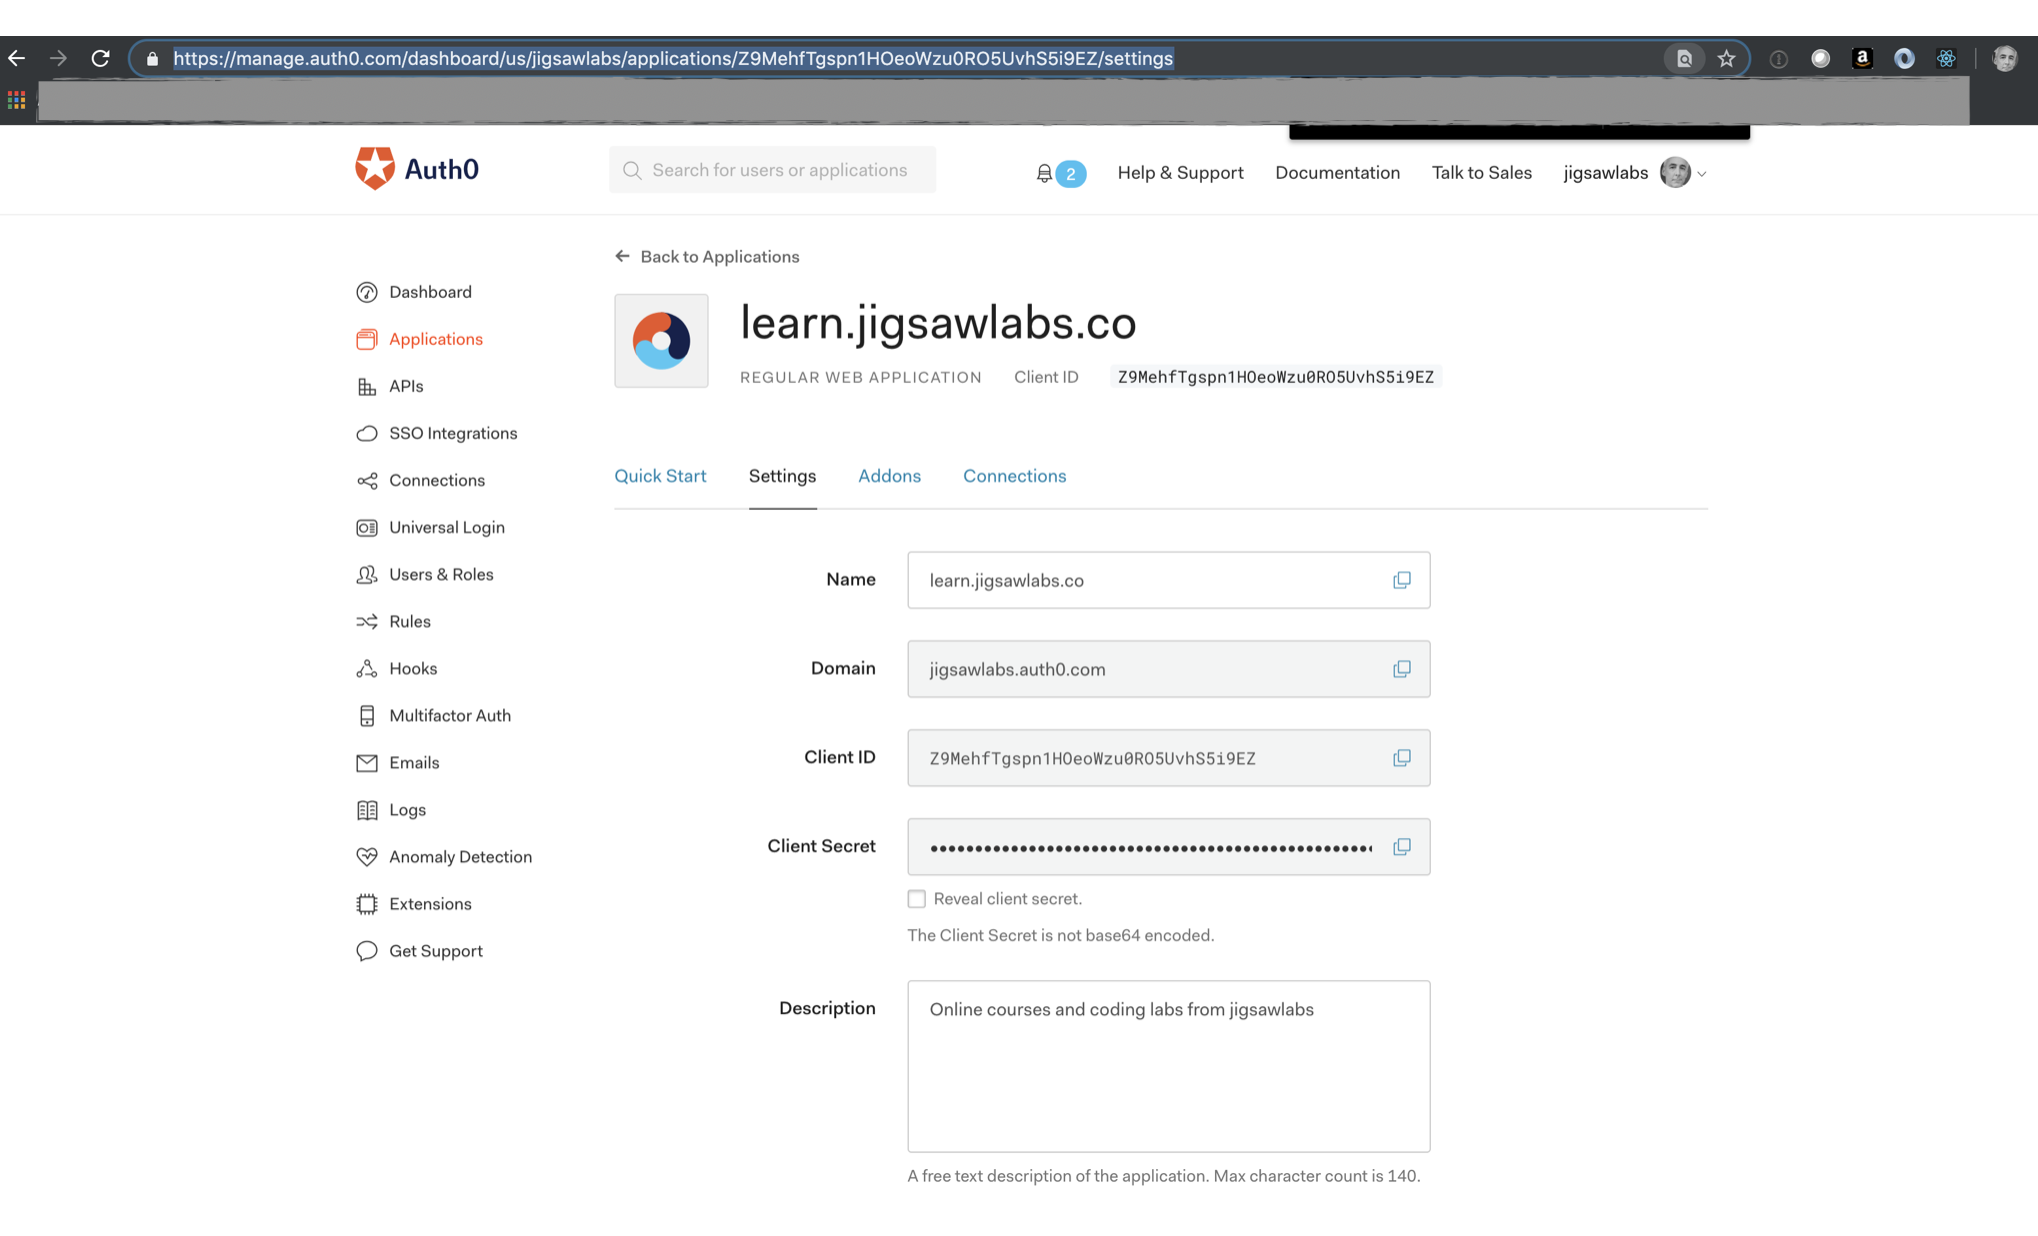 https://manage.auth0.com/dashboard/us/jigsawlabs/applications/Z9MehfTgspn1HOeoWzu0RO5UvhS5i9EZ/settings
a
Auth0
Search for users or applications
2
Help & Support
Documentation
Talk to Sales
jigsawlabs
Back to Applications
Dashboard
Applications
APIs
SSO Integrations
Connections
Universal Login
Users & Roles
Rules
Hooks
Multifactor Auth
Emails
Logs
Anomaly Detection
Extensions
Get Support
learn.jigsawlabs.co
REGULAR WEB APPLICATION Client ID Z9MehfTgspn1HOeoWzu0RO5UvhS5i9EZ
Quick Start Settings Addons Connections
Name learn.jigsawlabs.co
Domain jigsawlabs.auth0.com
Client ID Z9MehfTgspn1HOeoWzu0RO5UvhS5i9EZ
Client Secret
Reveal client secret.
The Client Secret is not base64 encoded.
Description Online courses and coding labs from jigsawlabs
A free text description of the application. Max character count is 140.